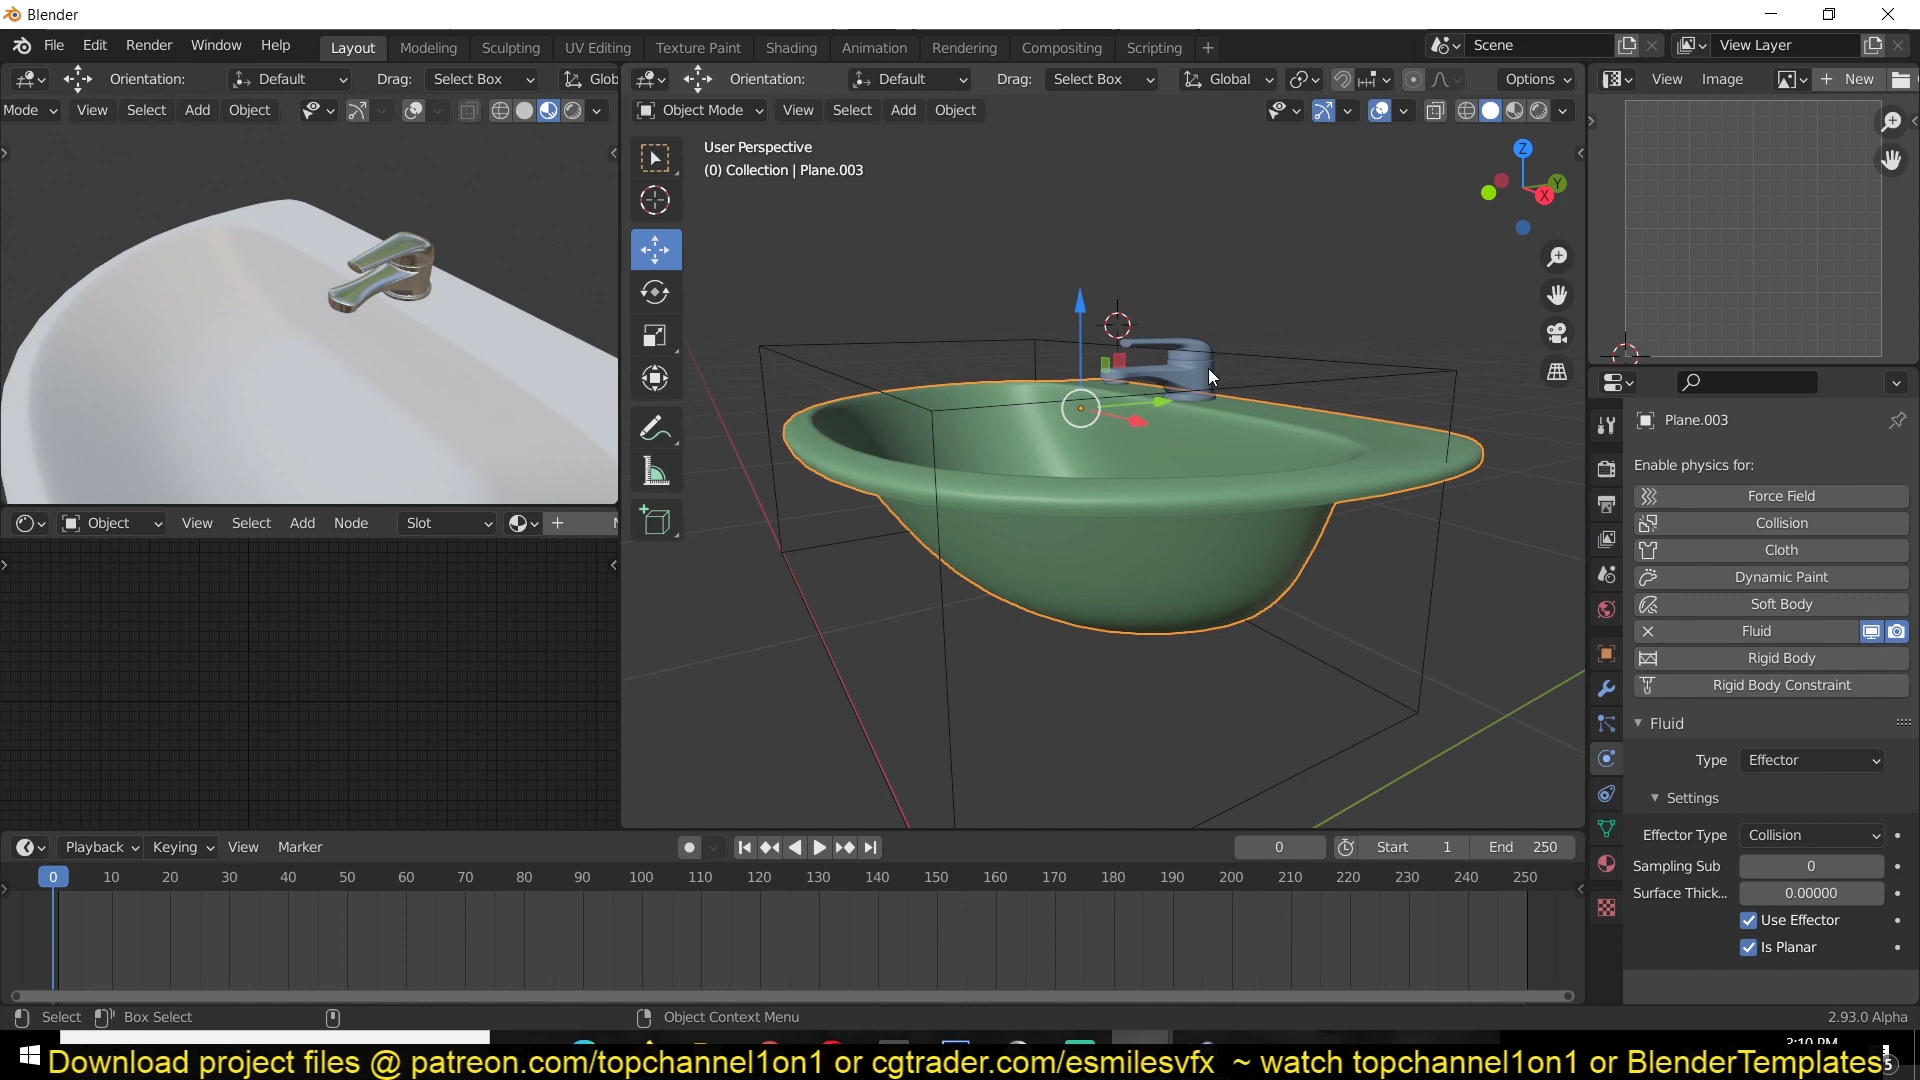 Blender
File Edit Render Window Help Layout Modeling Sculpting UV Editing Texture Paint Shading Animation Rendering Compositing Scripting + Scene View Layer
Orientation: Default Drag: Select Box Glob
Orientation: Default Drag: Select Box Global Options
View Image + New
Mode View Select Add Object
Object Mode View Select Add Object
User Perspective
(0) Collection | Plane.003
Z
Y
X
Plane.003
Enable physics for:
Force Field
Collision
Cloth
Dynamic Paint
Soft Body
Fluid
Rigid Body
Rigid Body Constraint
Fluid
Type Effector
Settings
Effector Type Collision
Sampling Sub 0
Surface Thick... 0.00000
Use Effector
Is Planar
Object View Select Add Node Slot +
Playback Keying View Marker 0 Start 1 End 250
0 10 20 30 40 50 60 70 80 90 100 110 120 130 140 150 160 170 180 190 200 210 220 230 240 250
Select Box Select Object Context Menu 2.93.0 Alpha
Download project files @ patreon.com/topchannel1on1 or cgtrader.com/esmilesvfx ~ watch topchannel1on1 or BlenderTemplates